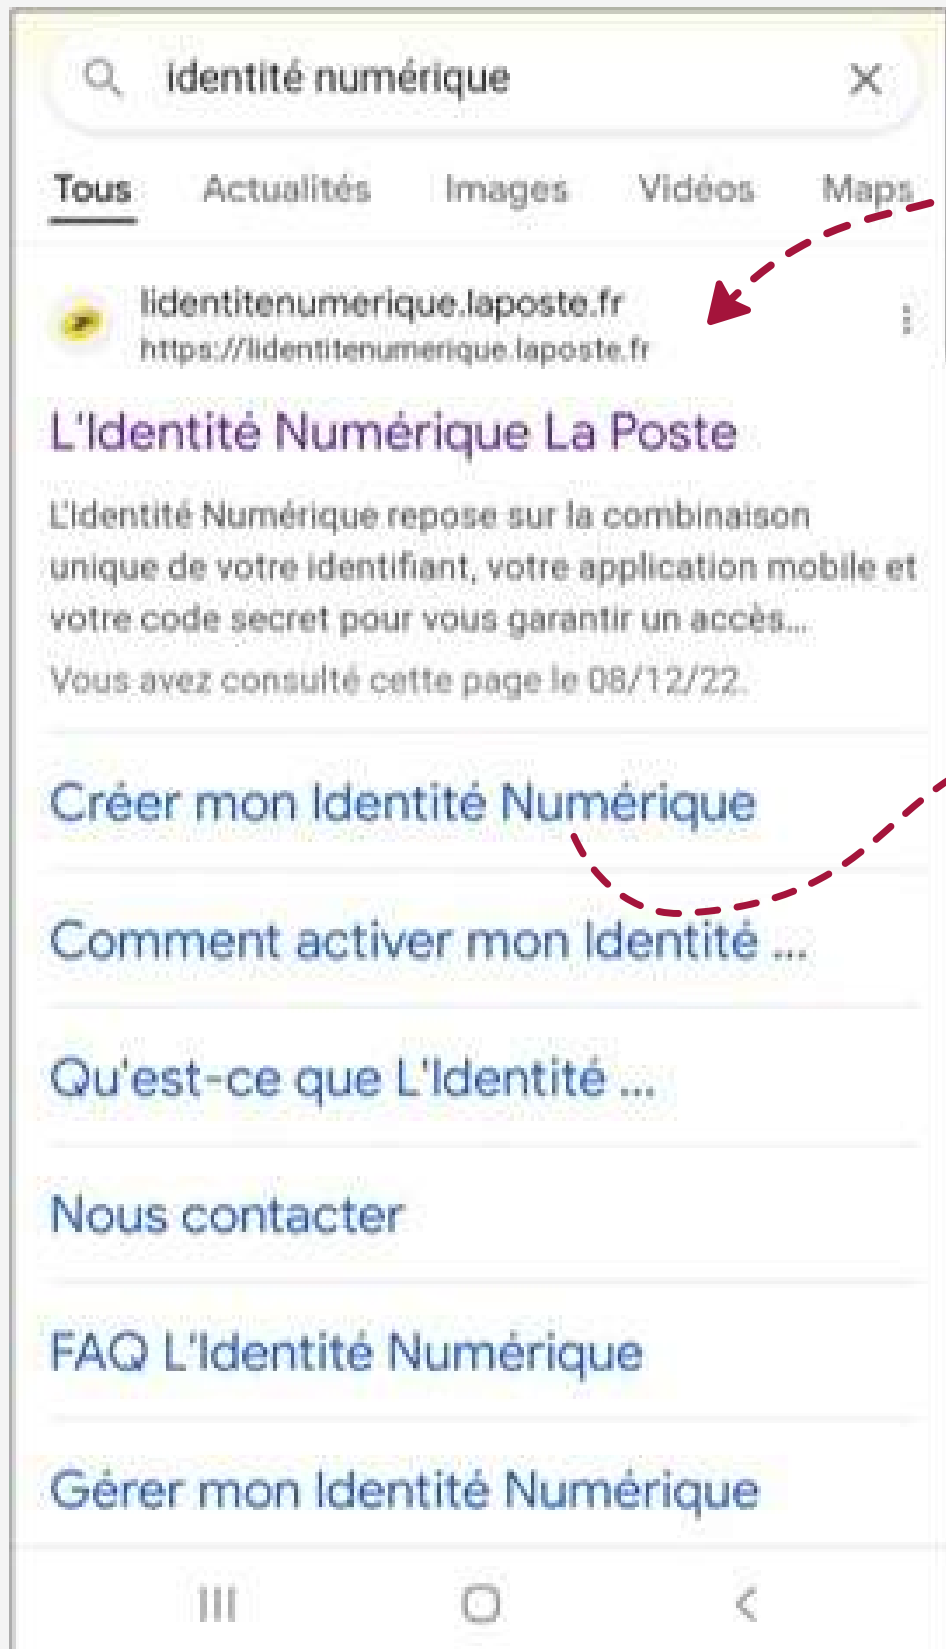 identité numérique
Tous Actualités Images Vidéos Maps
lidentitenumerique.laposte.fr
https://lidentitenumerique.laposte.fr
L'Identité Numérique La Poste
L'Identité Numérique repose sur la combinaison
unique de votre identifiant, votre application mobile et
votre code secret pour vous garantir un accès...
Vous avez consulté cette page le 08/12/22.
Créer mon Identité Numérique
Comment activer mon Identité ...
Qu'est-ce que L'Identité ...
Nous contacter
FAQ L'Identité Numérique
Gérer mon Identité Numérique